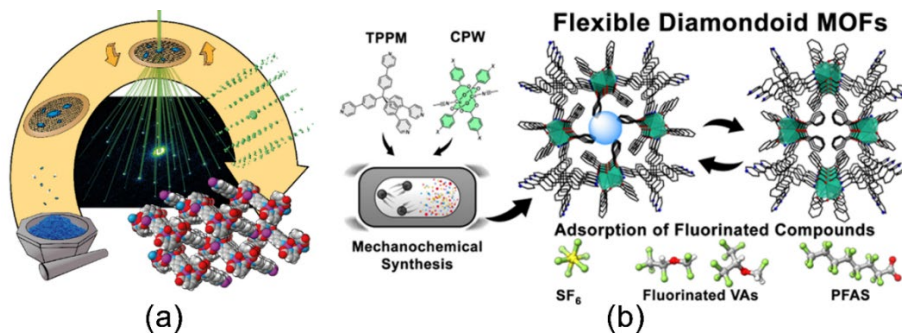 Flexible Diamondoid MOFs
TPPM
CPW
Mechanochemical
Synthesis
Adsorption of Fluorinated Compounds
SF6
Fluorinated VAs
PFAS
(a)
(b)